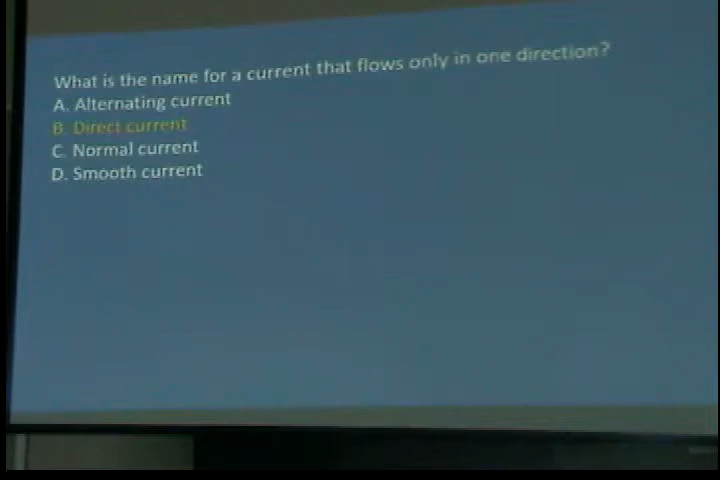 What is the name for a current that flows only in one direction?
A. Alternating current
B. Direct current
C. Normal current
D. Smooth current